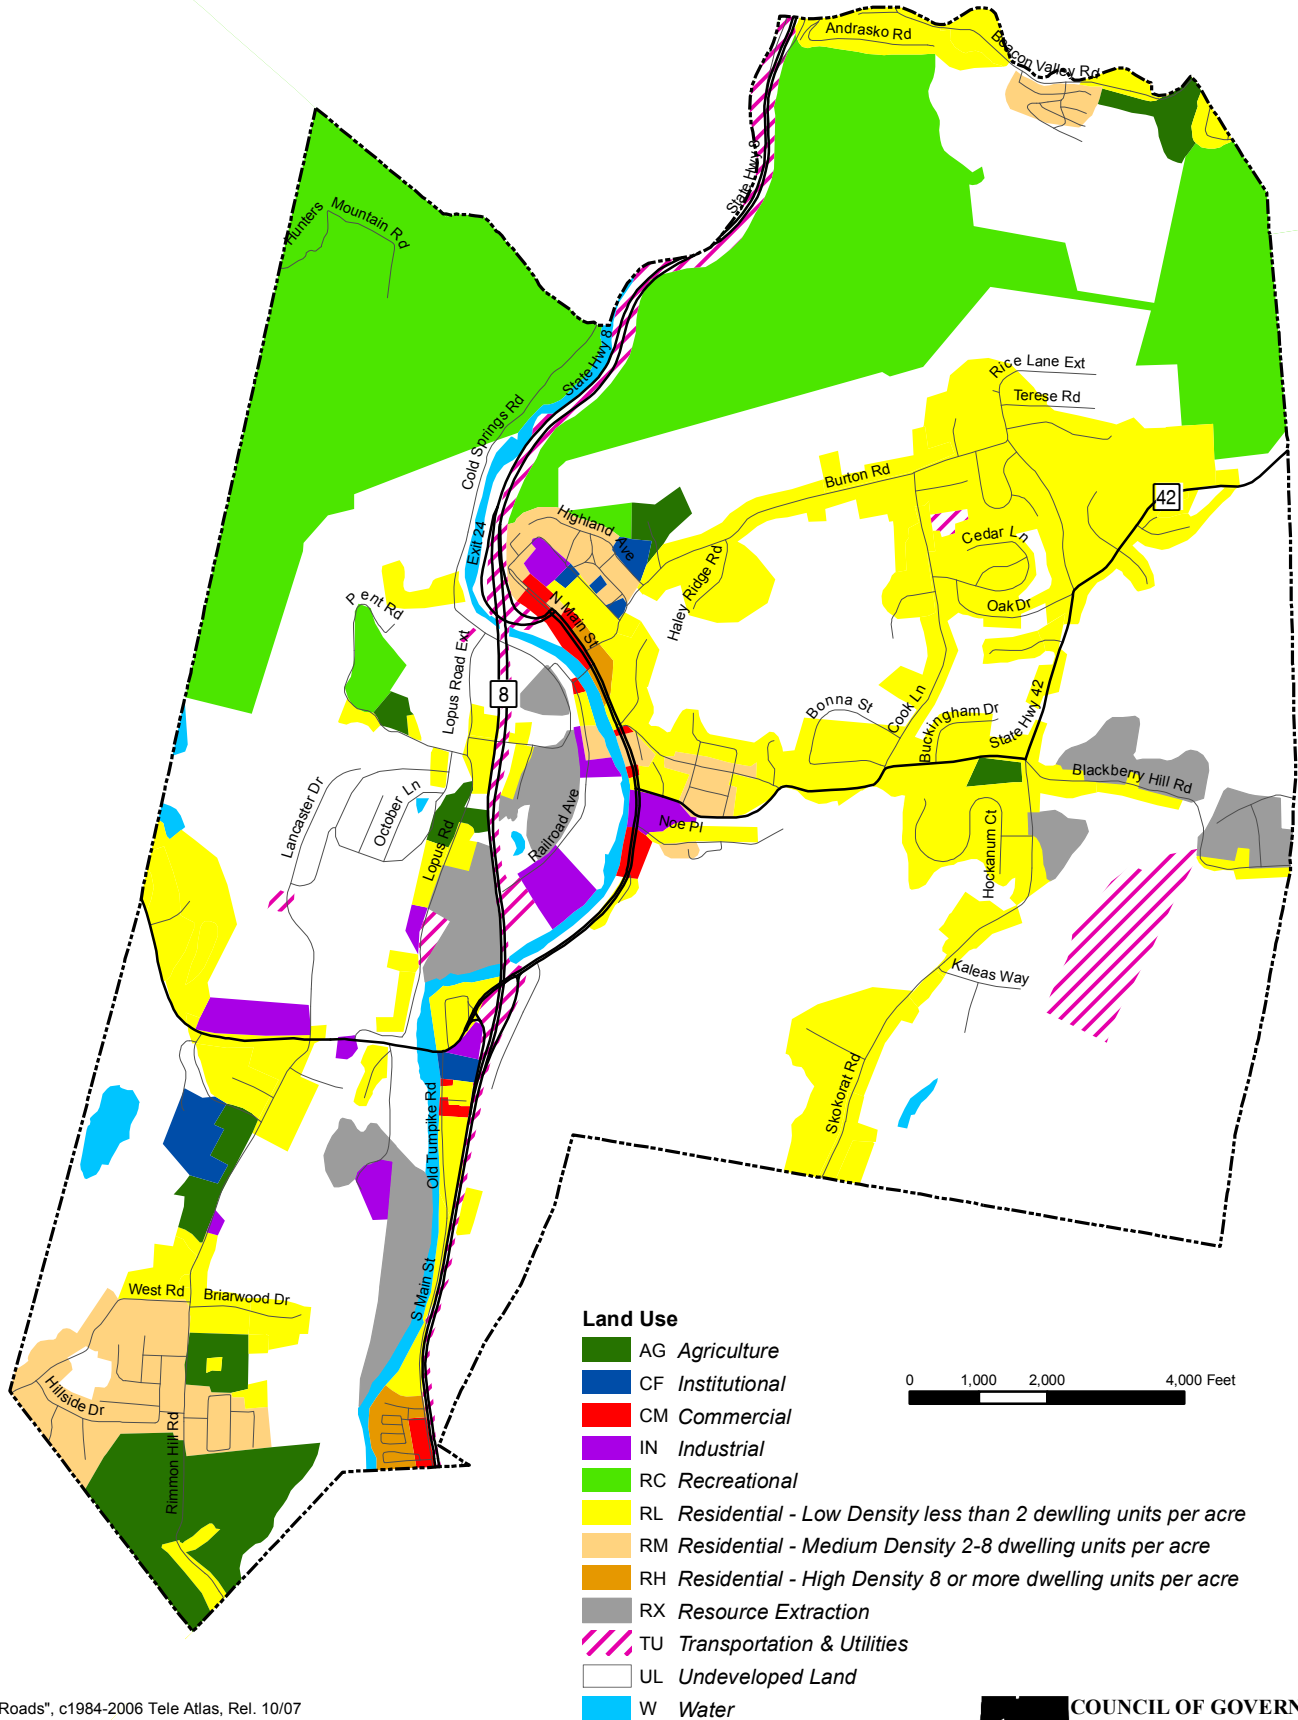 Andrasko Rd
Beacon Valley Rd
State Hwy 8
Hunters
Mountain Rd
State Hwy 8
Cold Springs Rd
Rice Lane Ext
Terese Rd
Burton Rd
42
Exit 24
Highland Ave
Cedar Ln
Haley Ridge Rd
Oak Dr
Pent Rd
N Main St
Lopus Road Ext
8
Bonna St
Cook Ln
Buckingham Dr
State Hwy 42
Blackberry Hill Rd
Lancaster Dr
October Ln
Lopus Rd
Railroad Ave
Noe Pl
Hockanum Ct
Kaleas Way
Skokorat Rd
Old Turnpike Rd
S Main St
West Rd
Briarwood Dr
Hillside Dr
Rimmon Hill Rd
Land Use
AG Agriculture
CF Institutional
CM Commercial
IN Industrial
RC Recreational
RL Residential - Low Density less than 2 dewlling units per acre
RM Residential - Medium Density 2-8 dwelling units per acre
RH Residential - High Density 8 or more dwelling units per acre
RX Resource Extraction
TU Transportation & Utilities
UL Undeveloped Land
W Water
0 1,000 2,000 4,000 Feet
Roads", c1984-2006 Tele Atlas, Rel. 10/07
COUNCIL OF GOVERN